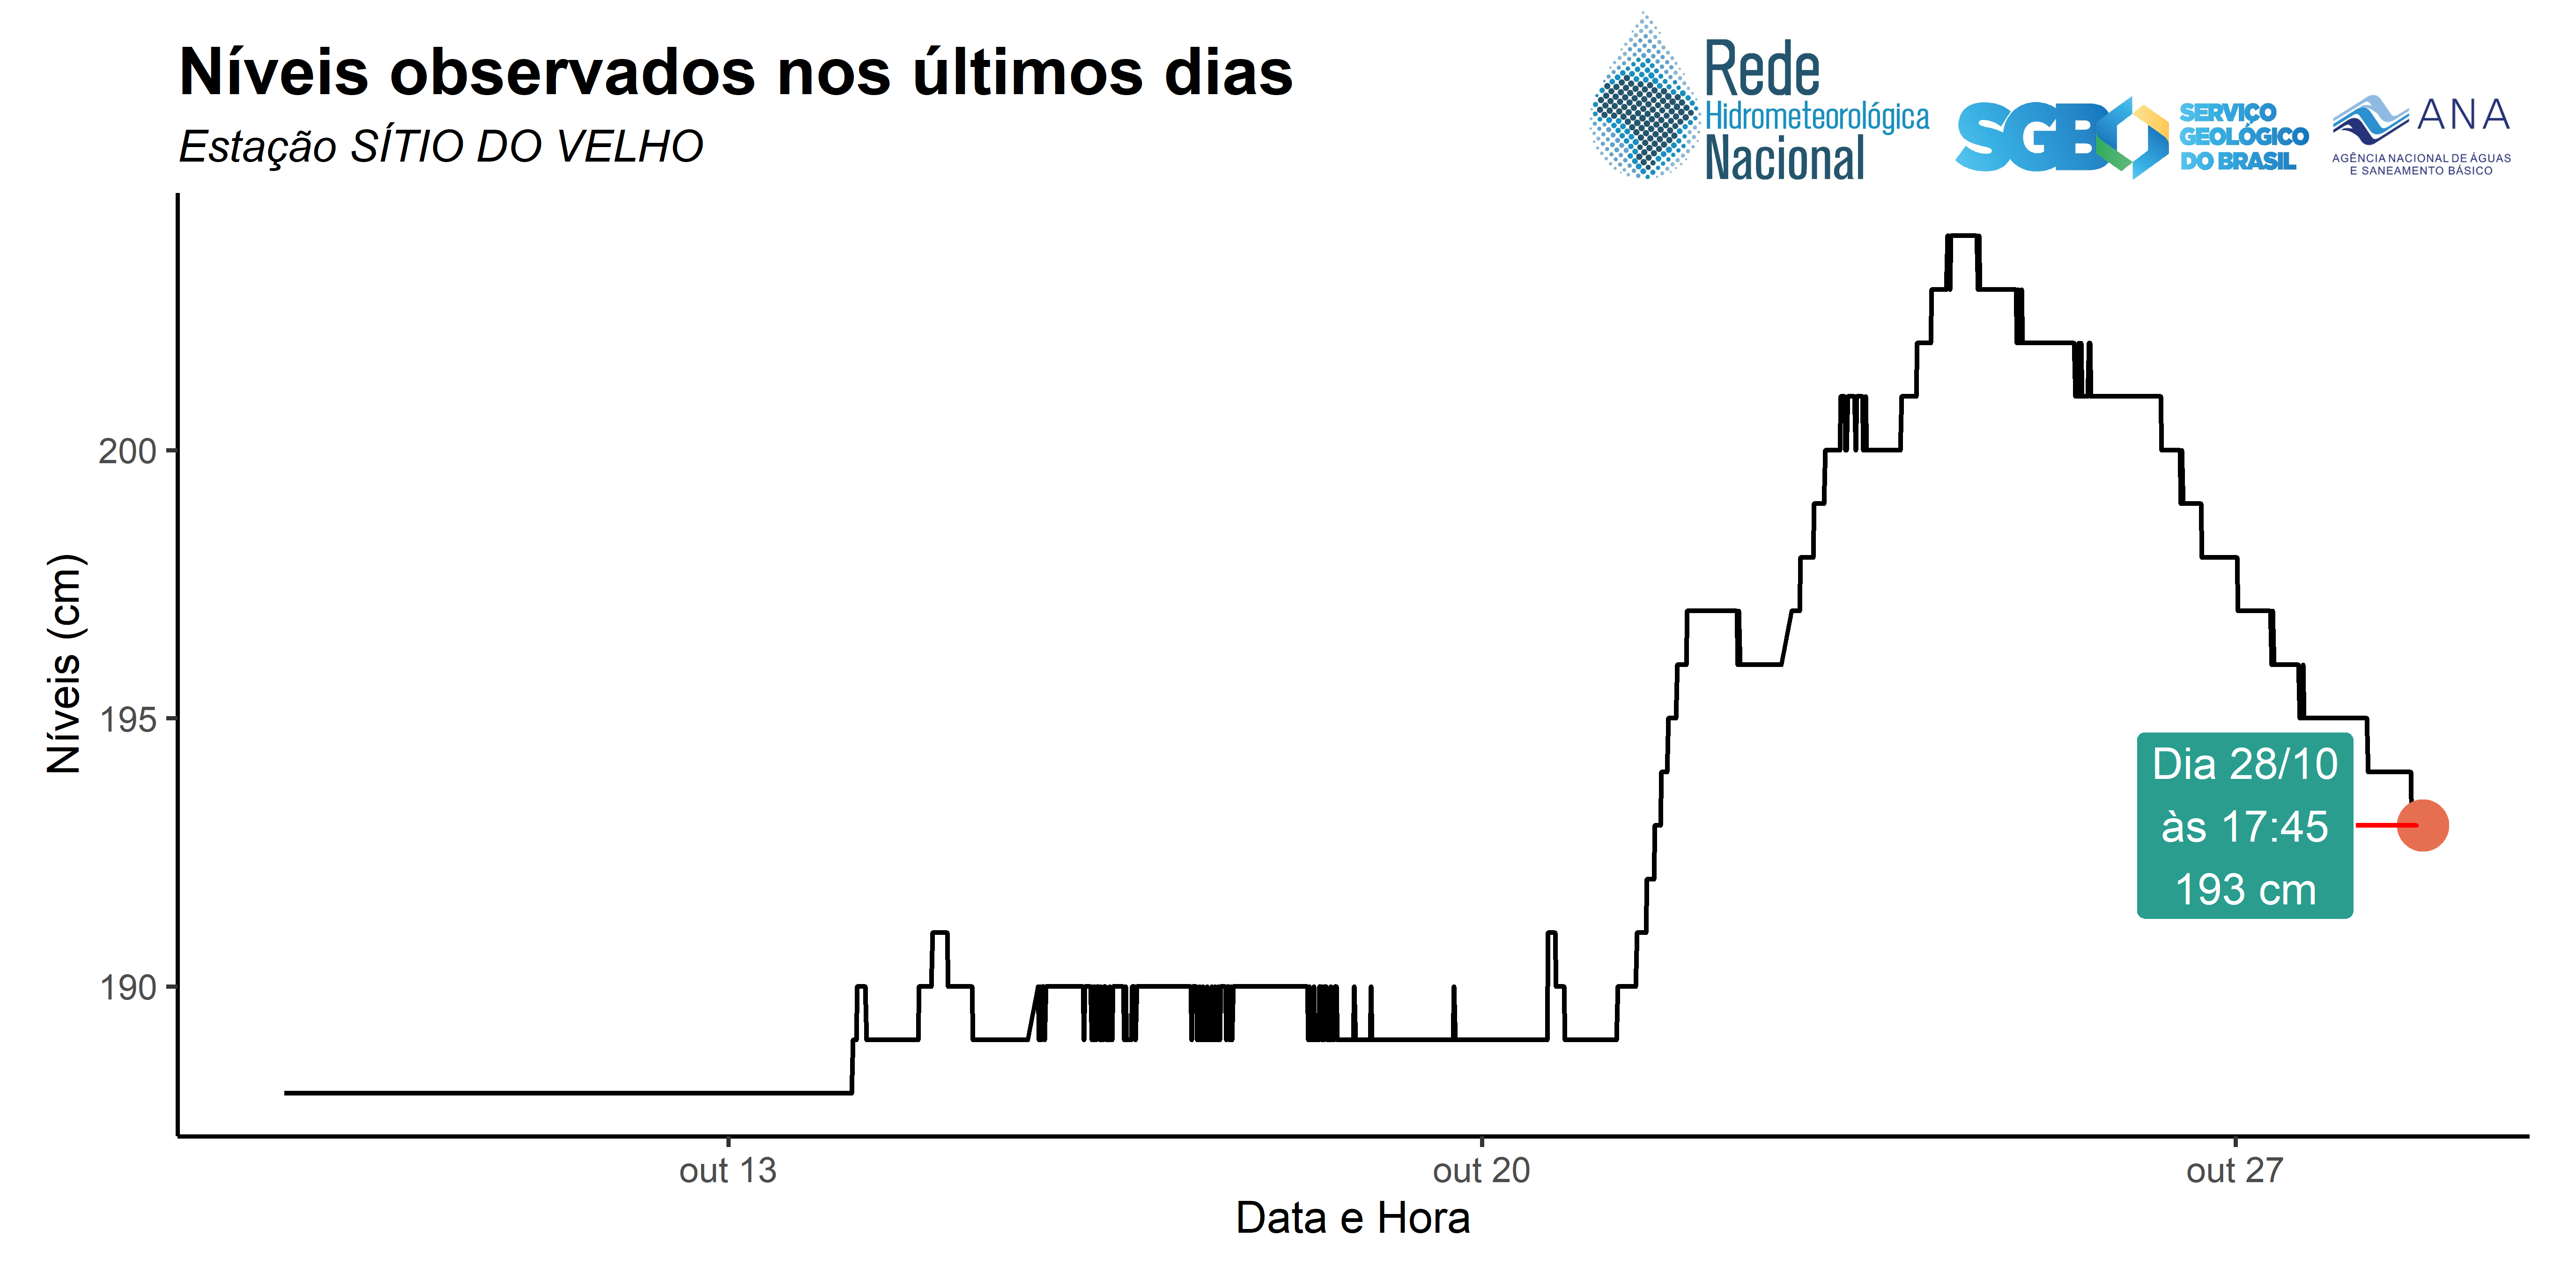 Níveis observados nos últimos dias
Estação SÍTIO DO VELHO
Rede
Hidrometeorológica
Nacional
SGB
SERVIÇO
GEOLÓGICO
DO BRASIL
ANA
AGÊNCIA NACIONAL DE ÁGUAS
E SANEAMENTO BÁSICO
Níveis (cm)
200
195
190
Dia 28/10
às 17:45
193 cm
out 13
out 20
out 27
Data e Hora